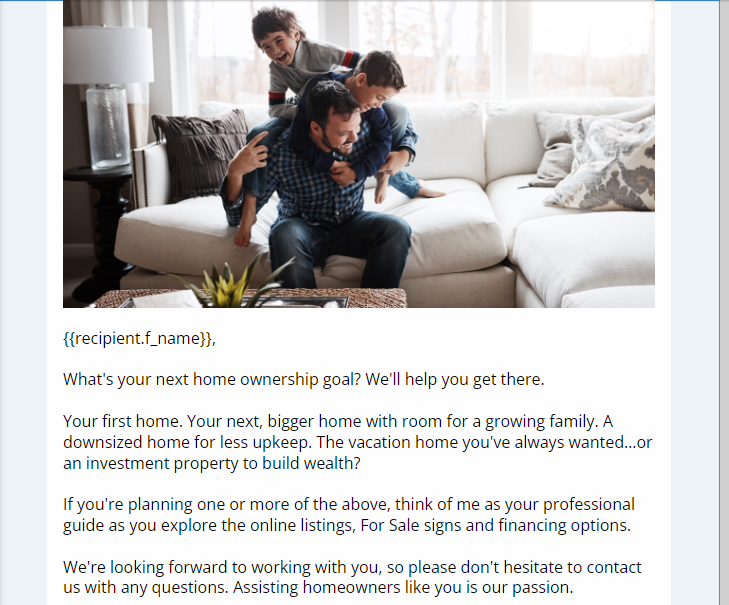 {{recipient.f_name}},
What's your next home ownership goal? We'll help you get there.
Your first home. Your next, bigger home with room for a growing family. A
downsized home for less upkeep. The vacation home you've always wanted...or
an investment property to build wealth?
If you're planning one or more of the above, think of me as your professional
guide as you explore the online listings, For Sale signs and financing options.
We're looking forward to working with you, so please don't hesitate to contact
us with any questions. Assisting homeowners like you is our passion.